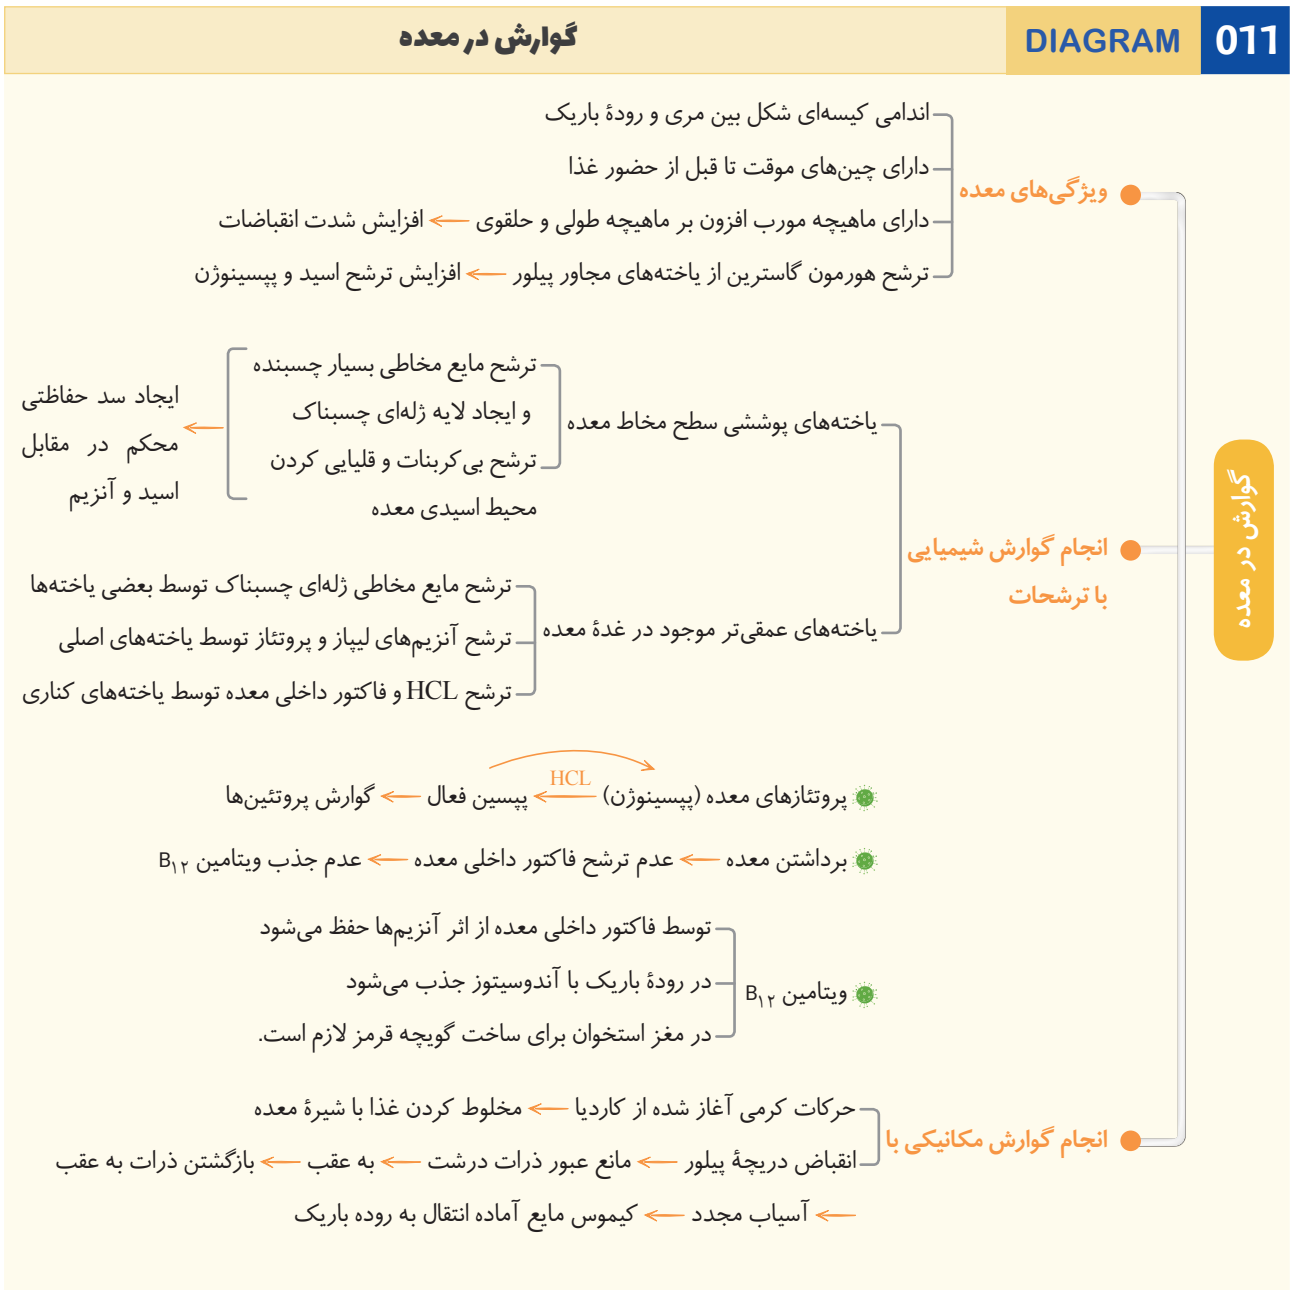 011 DIAGRAM گوارش در معده
گوارش در معده
ویژگی‌های معده
اندامی کیسه‌ای شکل بین مری و رودهٔ باریک
دارای چین‌های موقت تا قبل از حضور غذا
دارای ماهیچه مورب افزون بر ماهیچه طولی و حلقوی ← افزایش شدت انقباضات
ترشح هورمون گاسترین از یاخته‌های مجاور پیلور ← افزایش ترشح اسید و پپسینوژن
انجام گوارش شیمیایی
با ترشحات
یاخته‌های پوششی سطح مخاط معده
ترشح مایع مخاطی بسیار چسبنده
و ایجاد لایه ژله‌ای چسبناک
ترشح بی‌کربنات و قلیایی کردن
محیط اسیدی معده
← ایجاد سد حفاظتی
محکم در مقابل
اسید و آنزیم
یاخته‌های عمقی‌تر موجود در غدهٔ معده
ترشح مایع مخاطی ژله‌ای چسبناک توسط بعضی یاخته‌ها
ترشح آنزیم‌های لیپاز و پروتئاز توسط یاخته‌های اصلی
ترشح HCL و فاکتور داخلی معده توسط یاخته‌های کناری
پروتئازهای معده (پپسینوژن) ← HCL پپسین فعال ← گوارش پروتئین‌ها
برداشتن معده ← عدم ترشح فاکتور داخلی معده ← عدم جذب ویتامین B۱۲
ویتامین B۱۲
توسط فاکتور داخلی معده از اثر آنزیم‌ها حفظ می‌شود
در رودهٔ باریک با آندوسیتوز جذب می‌شود
در مغز استخوان برای ساخت گویچه قرمز لازم است.
انجام گوارش مکانیکی با
حرکات کرمی آغاز شده از کاردیا ← مخلوط کردن غذا با شیرهٔ معده
انقباض دریچهٔ پیلور ← مانع عبور ذرات درشت ← به عقب ← بازگشتن ذرات به عقب
← آسیاب مجدد ← کیموس مایع آماده انتقال به روده باریک